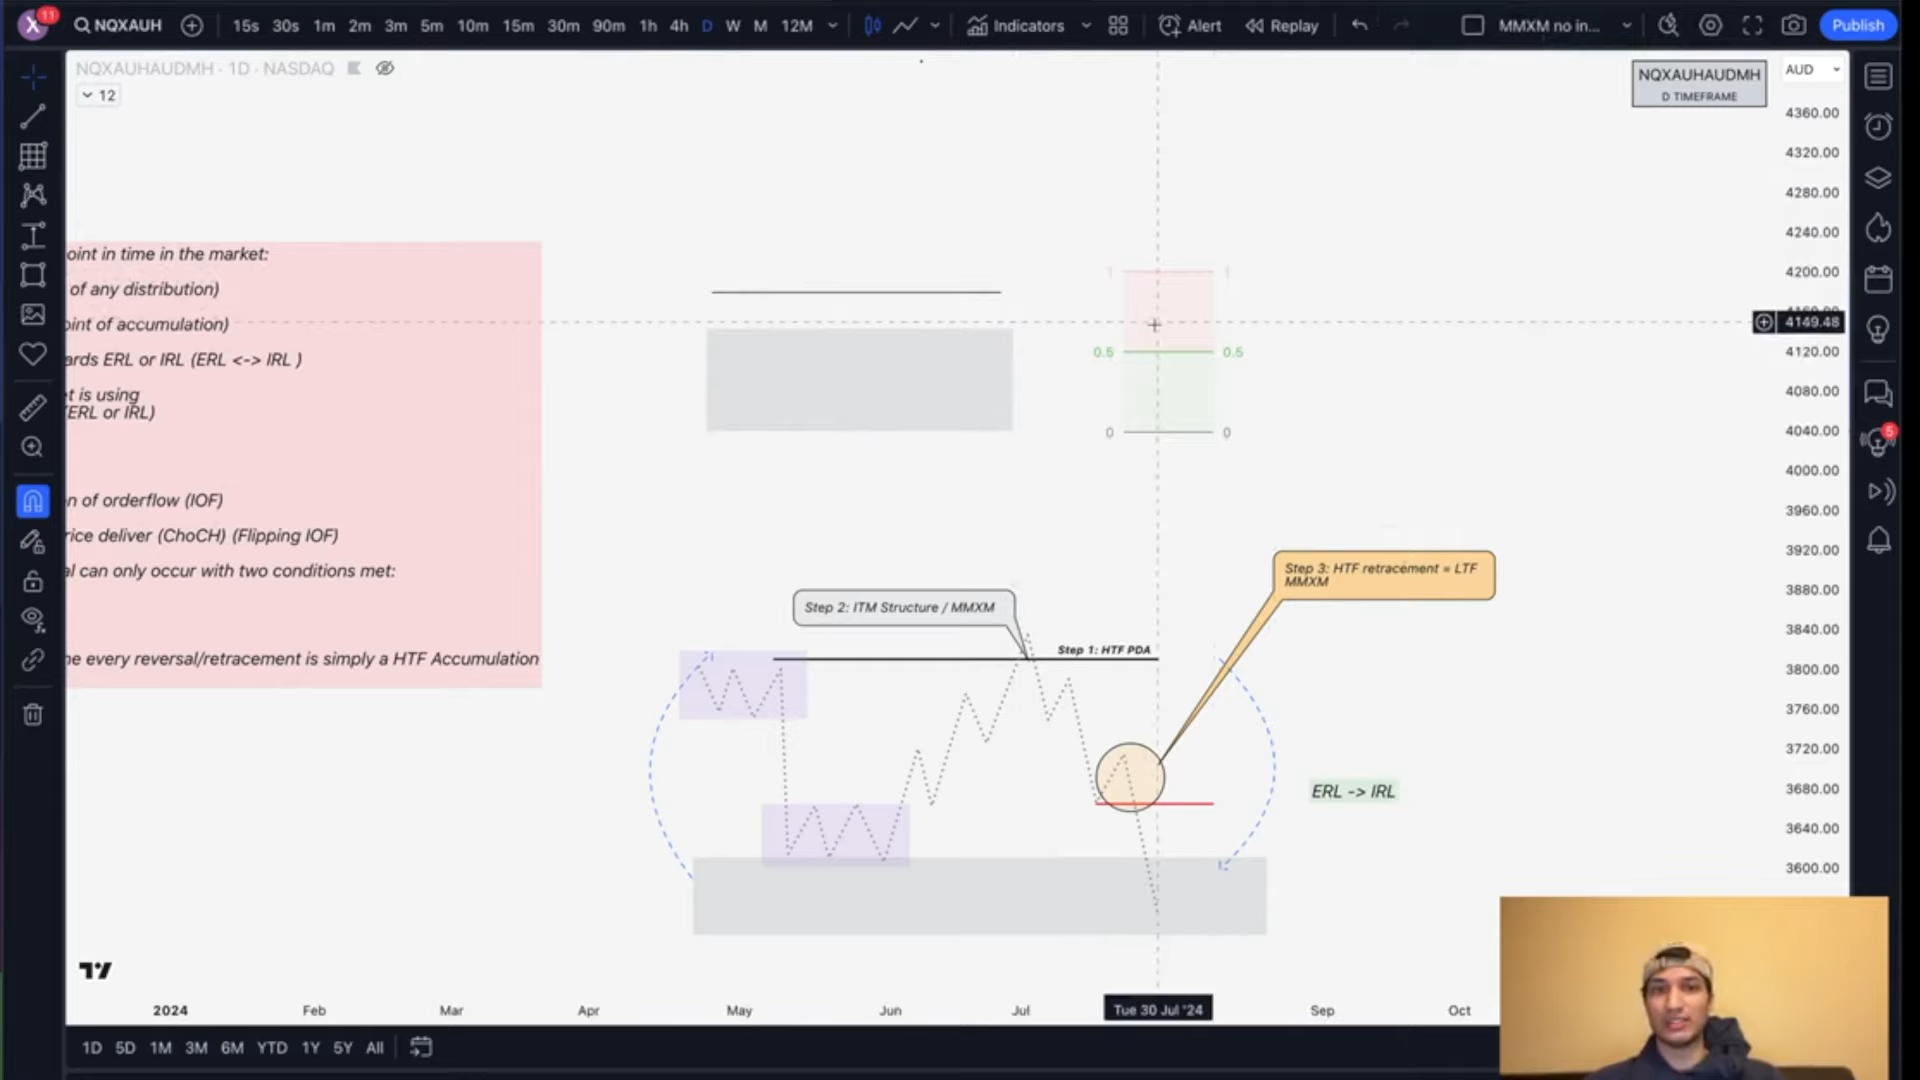 X
11
NQXAUH
15s 30s 1m 2m 3m 5m 10m 15m 30m 90m 1h 4h D W M 12M
Indicators
Alert
Replay
MMXM no in...
Publish
NQXAUHAUDMH · 1D · NASDAQ
12
NQXAUHAUDMH
D TIMEFRAME
AUD
4360.00
4320.00
4280.00
4240.00
4200.00
4149.48
4120.00
4080.00
4040.00
4000.00
3960.00
3920.00
3880.00
3840.00
3800.00
3760.00
3720.00
3680.00
3640.00
3600.00
oint in time in the market:
of any distribution)
oint of accumulation)
ards ERL or IRL (ERL <-> IRL )
t is using
(ERL or IRL)
n of orderflow (IOF)
rice deliver (ChoCH) (Flipping IOF)
al can only occur with two conditions met:
ne every reversal/retracement is simply a HTF Accumulation
1 1
0.5 0.5
0 0
Step 3: HTF retracement = LTF
MMXM
Step 2: ITM Structure / MMXM
Step 1: HTF PDA
ERL -> IRL
5
2024 Feb Mar Apr May Jun Jul Tue 30 Jul '24 Sep Oct
1D 5D 1M 3M 6M YTD 1Y 5Y All